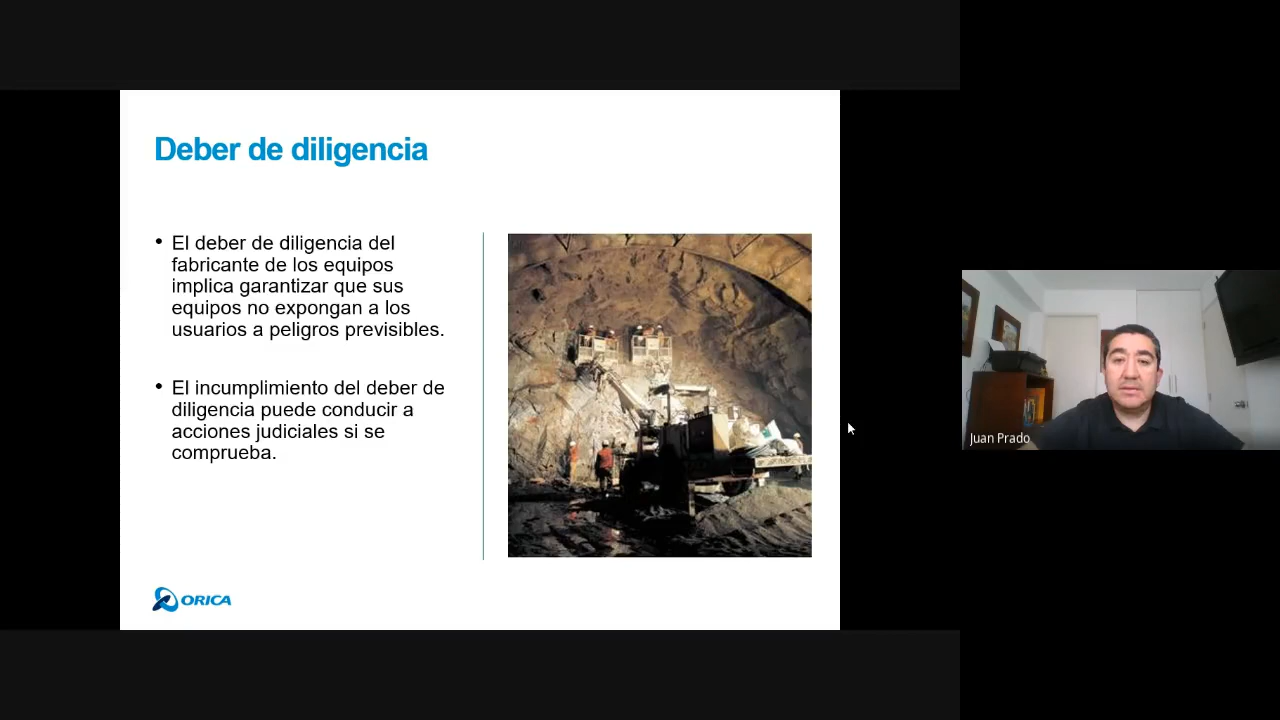 Deber de diligencia
• El deber de diligencia del
fabricante de los equipos
implica garantizar que sus
equipos no expongan a los
usuarios a peligros previsibles.
• El incumplimiento del deber de
diligencia puede conducir a
acciones judiciales si se
comprueba.
ORICA
Juan Prado